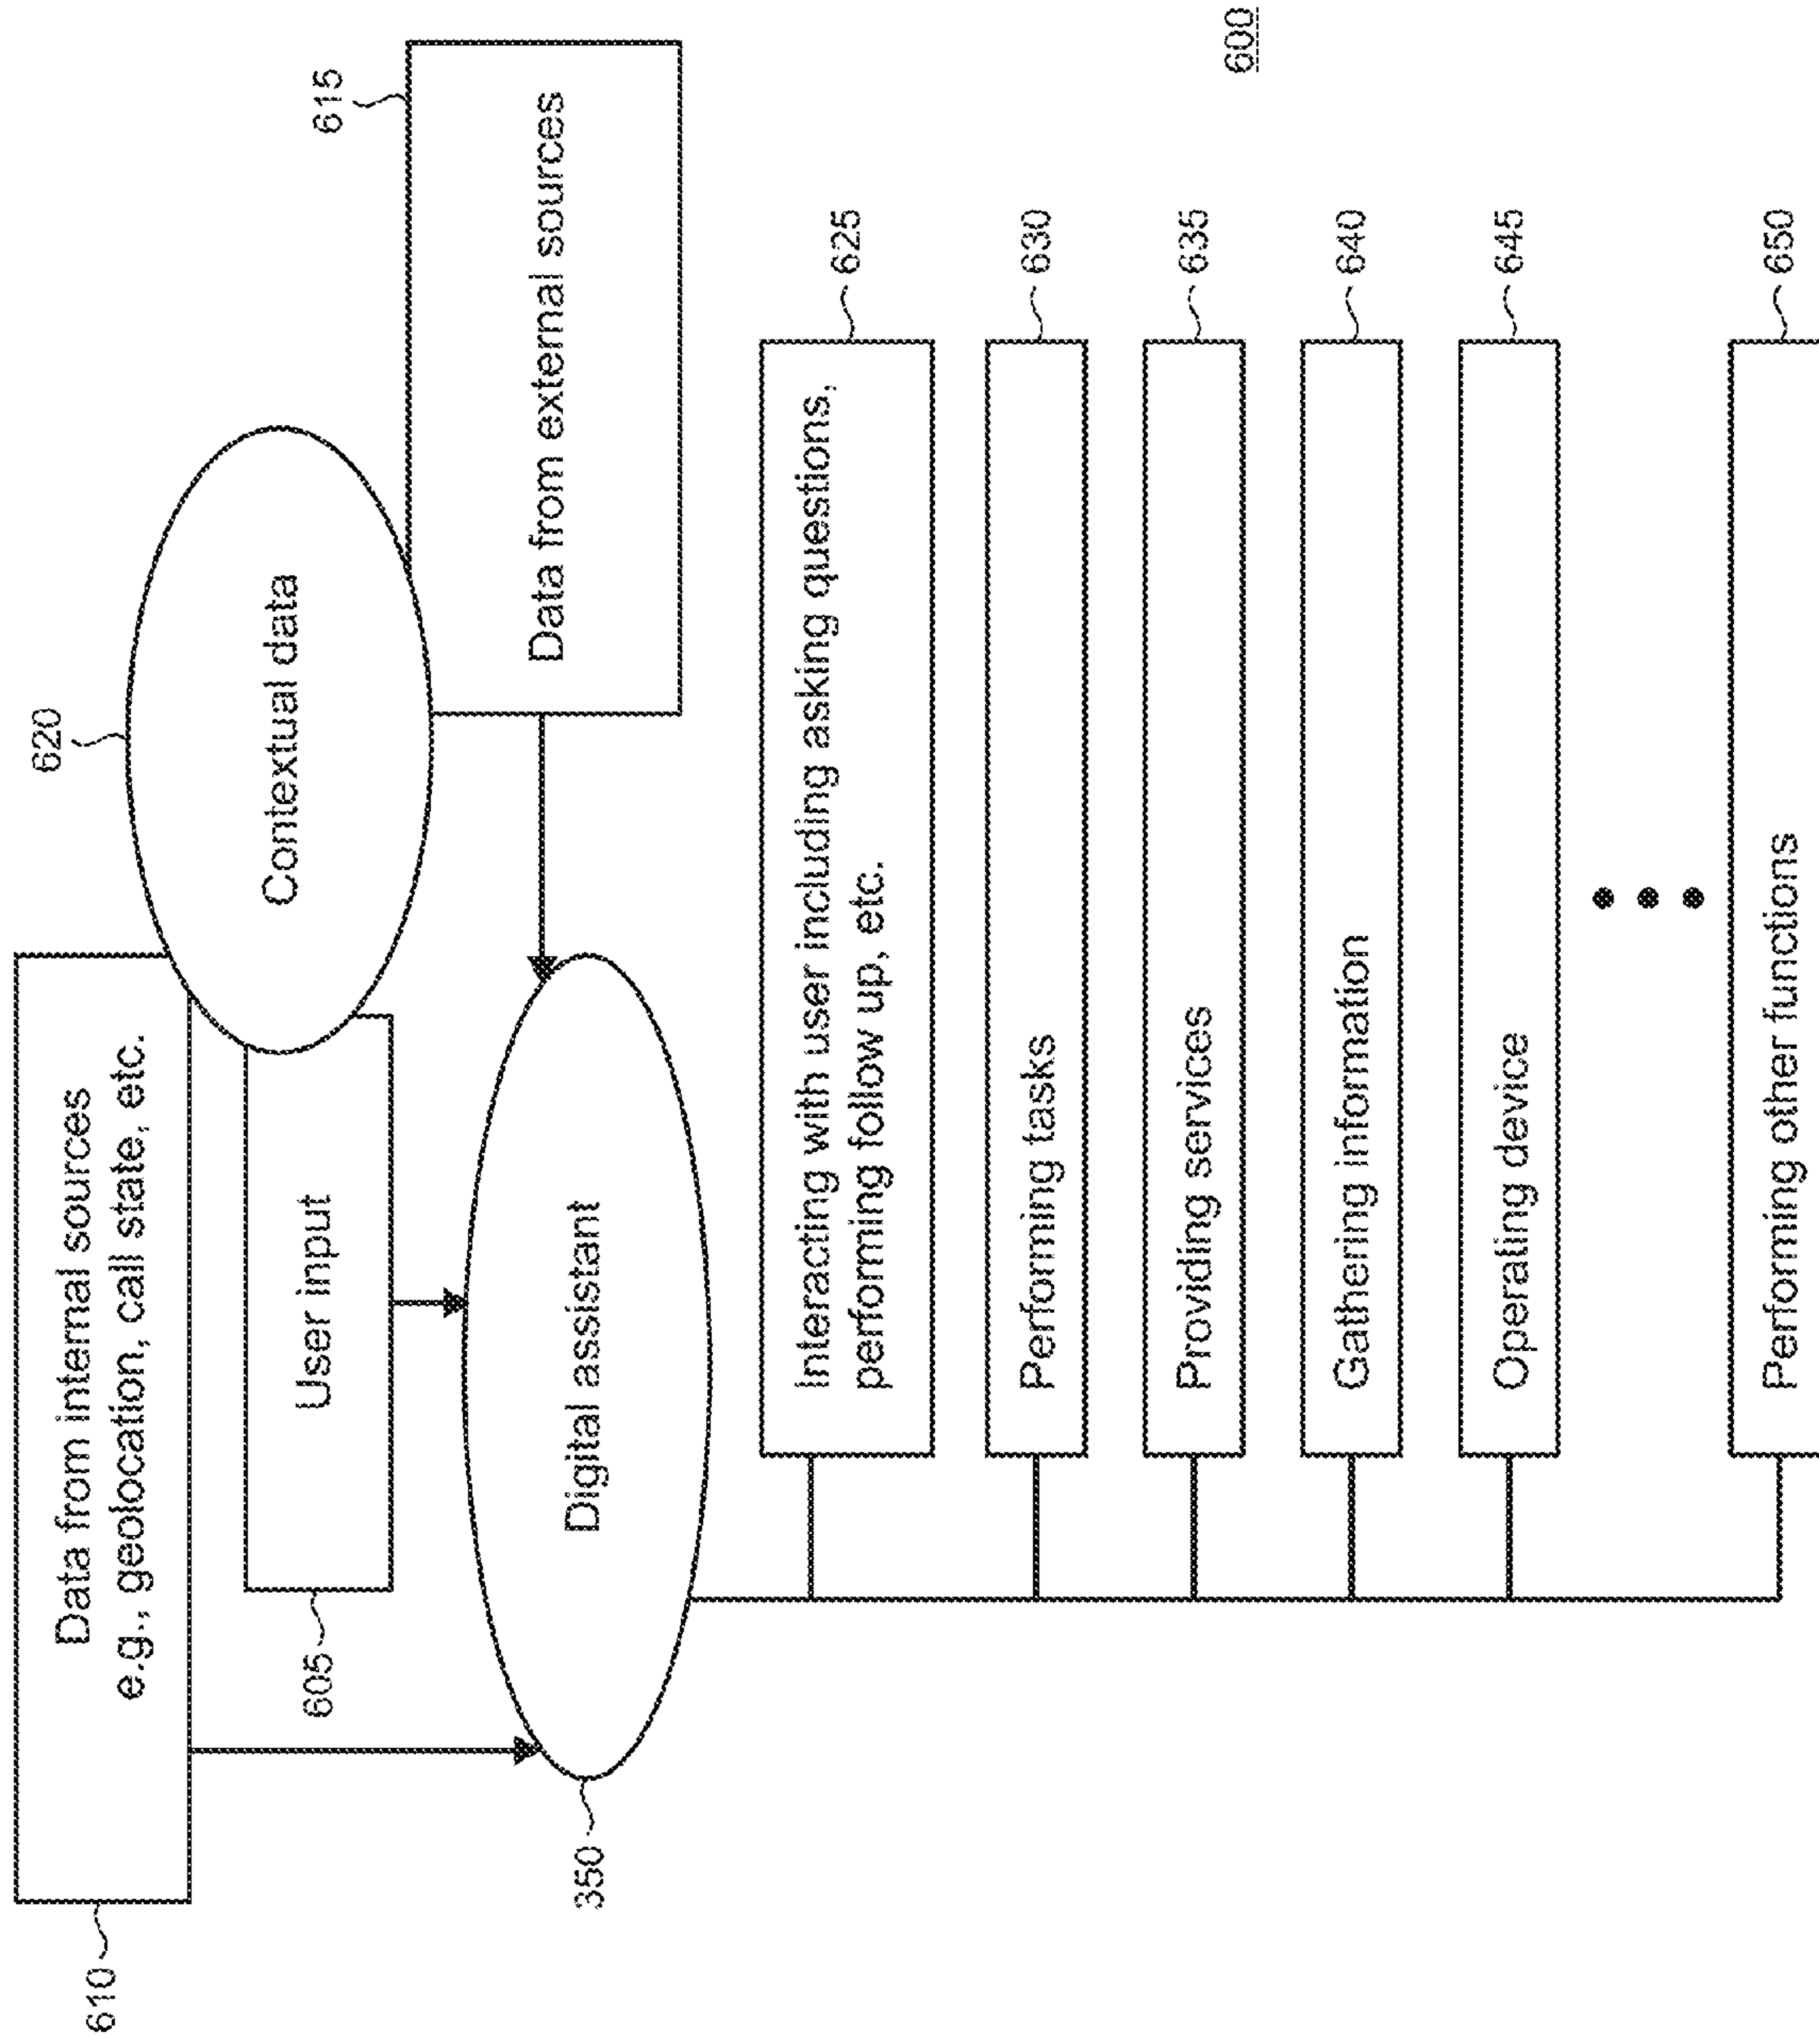 610
Data from internal sources
e.g., geolocation, call state, etc.
620
Contextual data
605
User input
615
Data from external sources
350
Digital assistant
Interacting with user including asking questions,
performing follow up, etc.
625
Performing tasks
630
Providing services
635
Gathering information
640
Operating device
645
Performing other functions
650
600